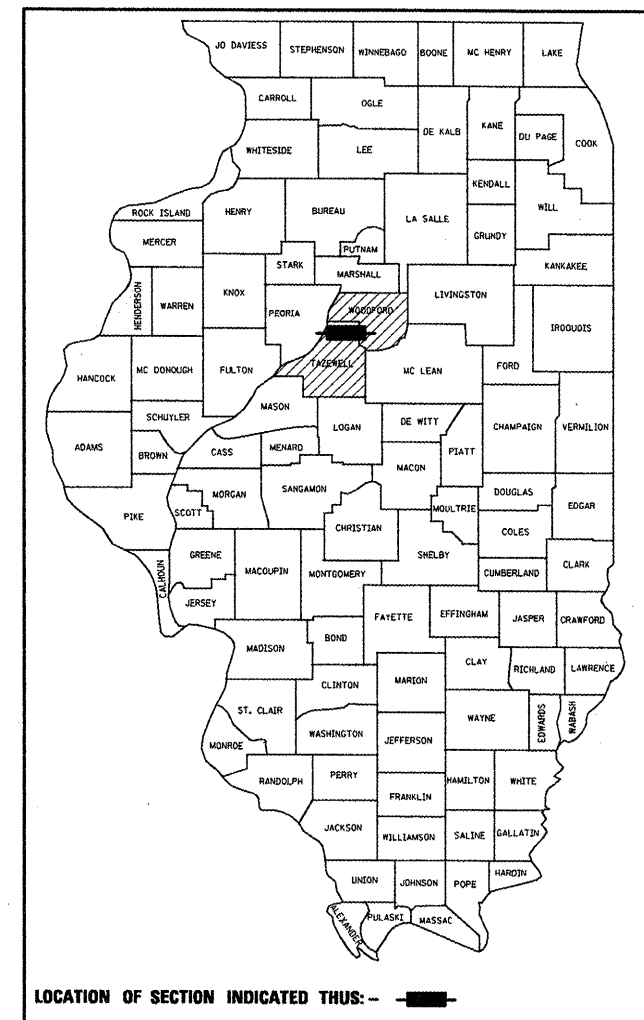 JO DAVIESS
STEPHENSON
WINNEBAGO
BOONE
MC HENRY
LAKE
CARROLL
OGLE
DE KALB
KANE
DU PAGE
COOK
WHITESIDE
LEE
KENDALL
WILL
ROCK ISLAND
HENRY
BUREAU
LA SALLE
GRUNDY
MERCER
PUTNAM
STARK
MARSHALL
KANKAKEE
HENDERSON
WARREN
KNOX
PEORIA
WOODFORD
LIVINGSTON
IROQUOIS
HANCOCK
MC DONOUGH
FULTON
TAZEWELL
MC LEAN
FORD
MASON
SCHUYLER
LOGAN
DE WITT
CHAMPAIGN
VERMILION
ADAMS
BROWN
CASS
MENARD
PIATT
MACON
MORGAN
SANGAMON
DOUGLAS
EDGAR
PIKE
SCOTT
MOULTRIE
CHRISTIAN
COLES
GREENE
MACOUPIN
MONTGOMERY
SHELBY
CUMBERLAND
CLARK
CALHOUN
JERSEY
FAYETTE
EFFINGHAM
JASPER
CRAWFORD
MADISON
BOND
CLAY
RICHLAND
LAWRENCE
CLINTON
MARION
ST. CLAIR
WAYNE
EDWARDS
WABASH
WASHINGTON
JEFFERSON
MONROE
RANDOLPH
PERRY
HAMILTON
WHITE
FRANKLIN
JACKSON
WILLIAMSON
SALINE
GALLATIN
UNION
JOHNSON
POPE
HARDIN
ALEXANDER
PULASKI
MASSAC
LOCATION OF SECTION INDICATED THUS: -